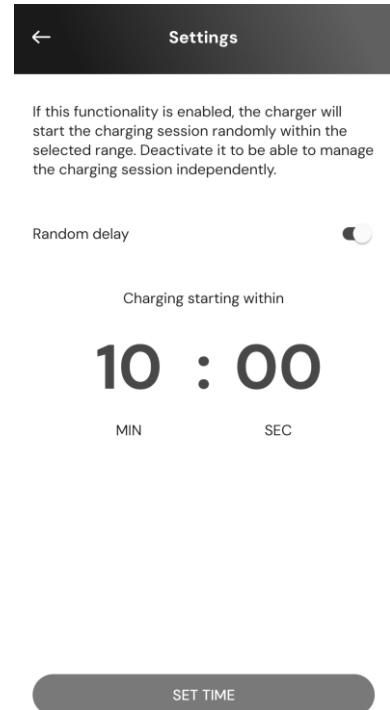 Settings
If this functionality is enabled, the charger will
start the charging session randomly within the
selected range. Deactivate it to be able to manage
the charging session independently.
Random delay
Charging starting within
10 : 00
MIN SEC
SET TIME